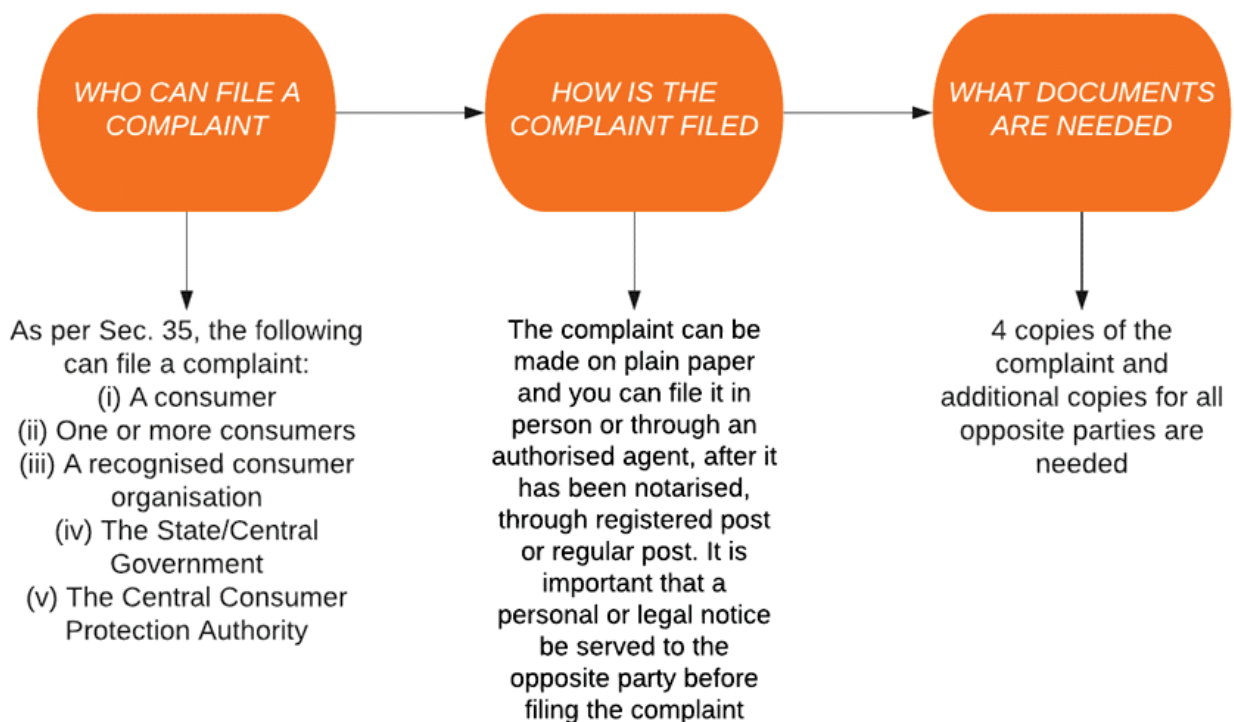 WHO CAN FILE A
COMPLAINT
HOW IS THE
COMPLAINT FILED
WHAT DOCUMENTS
ARE NEEDED
As per Sec. 35, the following
can file a complaint:
(i) A consumer
(ii) One or more consumers
(iii) A recognised consumer
organisation
(iv) The State/Central
Government
(v) The Central Consumer
Protection Authority
The complaint can be
made on plain paper
and you can file it in
person or through an
authorised agent, after it
has been notarised,
through registered post
or regular post. It is
important that a
personal or legal notice
be served to the
opposite party before
filing the complaint
4 copies of the
complaint and
additional copies for all
opposite parties are
needed